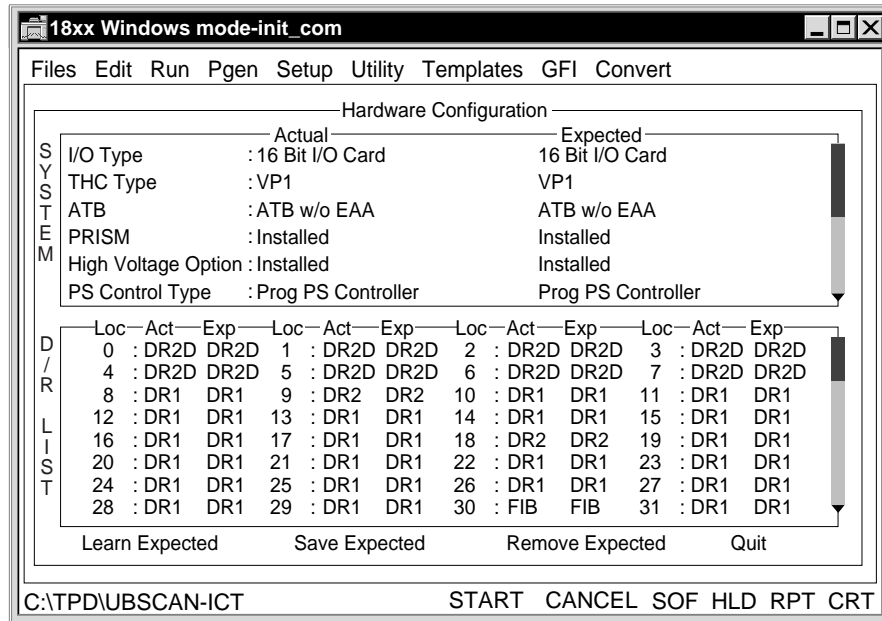 18xx Windows mode-init_com
Files Edit Run Pgen Setup Utility Templates GFI Convert
Hardware Configuration
SYSTEM
Actual Expected
I/O Type : 16 Bit I/O Card 16 Bit I/O Card
THC Type : VP1 VP1
ATB : ATB w/o EAA ATB w/o EAA
PRISM : Installed Installed
High Voltage Option : Installed Installed
PS Control Type : Prog PS Controller Prog PS Controller
D/R LIST
Loc Act Exp Loc Act Exp Loc Act Exp Loc Act Exp
0 : DR2D DR2D 1 : DR2D DR2D 2 : DR2D DR2D 3 : DR2D DR2D
4 : DR2D DR2D 5 : DR2D DR2D 6 : DR2D DR2D 7 : DR2D DR2D
8 : DR1 DR1 9 : DR2 DR2 10 : DR1 DR1 11 : DR1 DR1
12 : DR1 DR1 13 : DR1 DR1 14 : DR1 DR1 15 : DR1 DR1
16 : DR1 DR1 17 : DR1 DR1 18 : DR2 DR2 19 : DR1 DR1
20 : DR1 DR1 21 : DR1 DR1 22 : DR1 DR1 23 : DR1 DR1
24 : DR1 DR1 25 : DR1 DR1 26 : DR1 DR1 27 : DR1 DR1
28 : DR1 DR1 29 : DR1 DR1 30 : FIB FIB 31 : DR1 DR1
Learn Expected Save Expected Remove Expected Quit
C:\TPD\UBSCAN-ICT START CANCEL SOF HLD RPT CRT